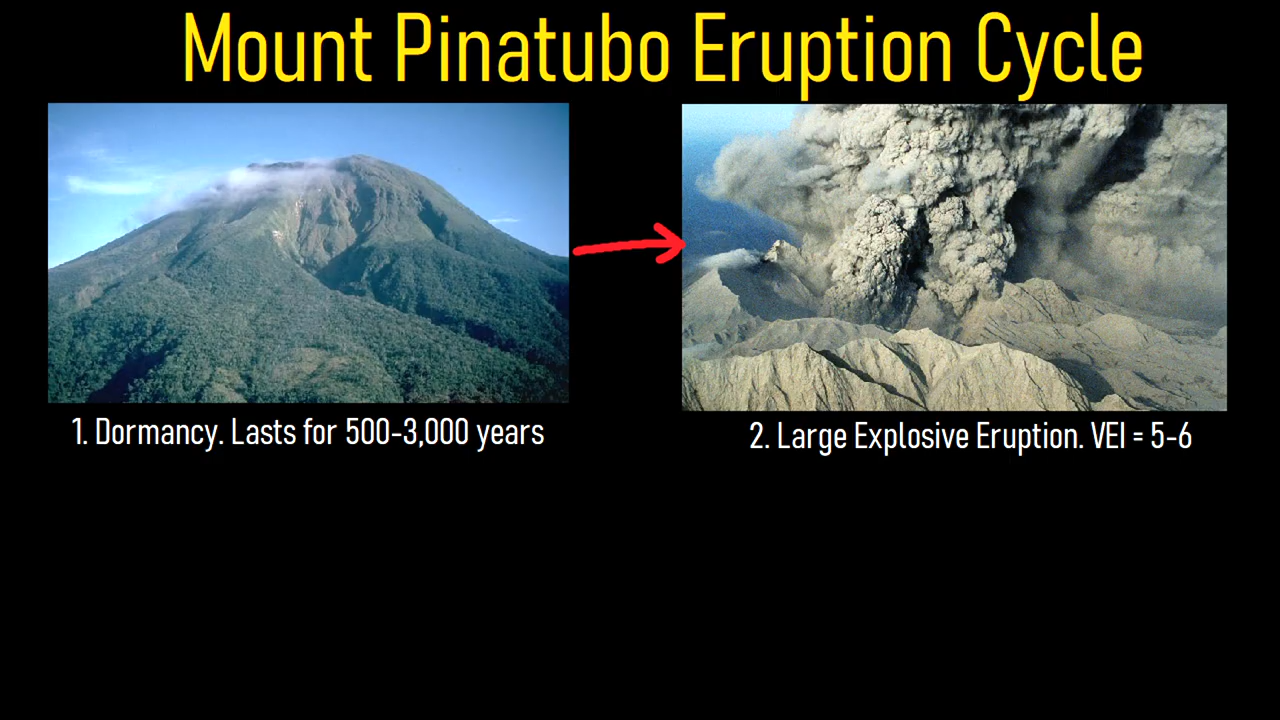 Mount Pinatubo Eruption Cycle
1. Dormancy. Lasts for 500-3,000 years
2. Large Explosive Eruption. VEI = 5-6